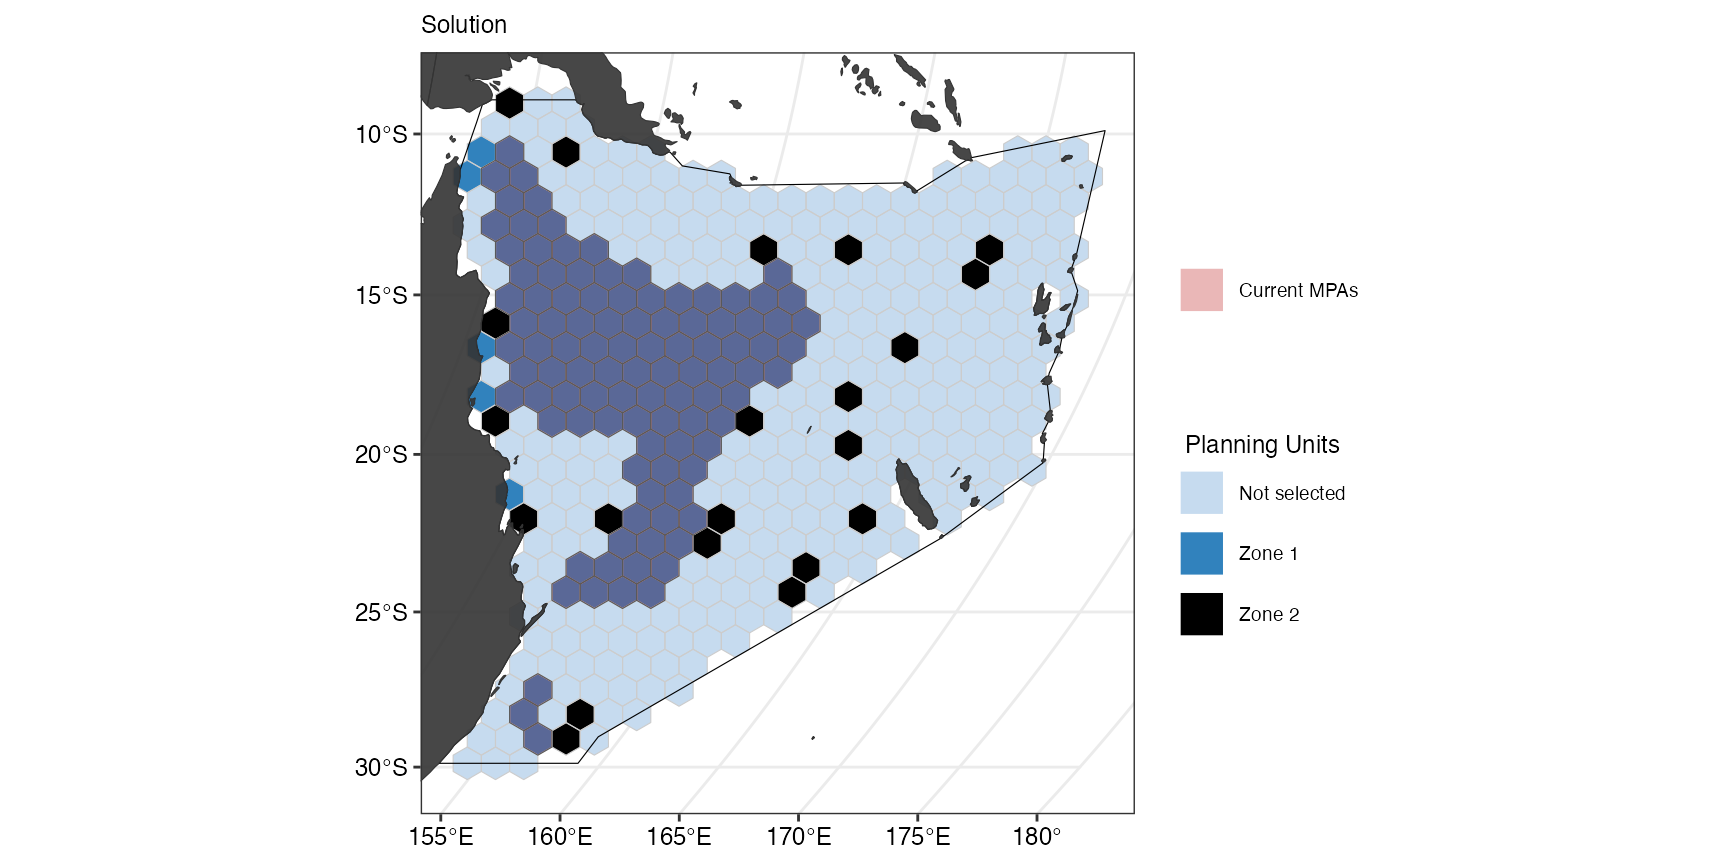 Solution
10°S
15°S
20°S
25°S
30°S
155°E 160°E 165°E 170°E 175°E 180°
Current MPAs
Planning Units
Not selected
Zone 1
Zone 2